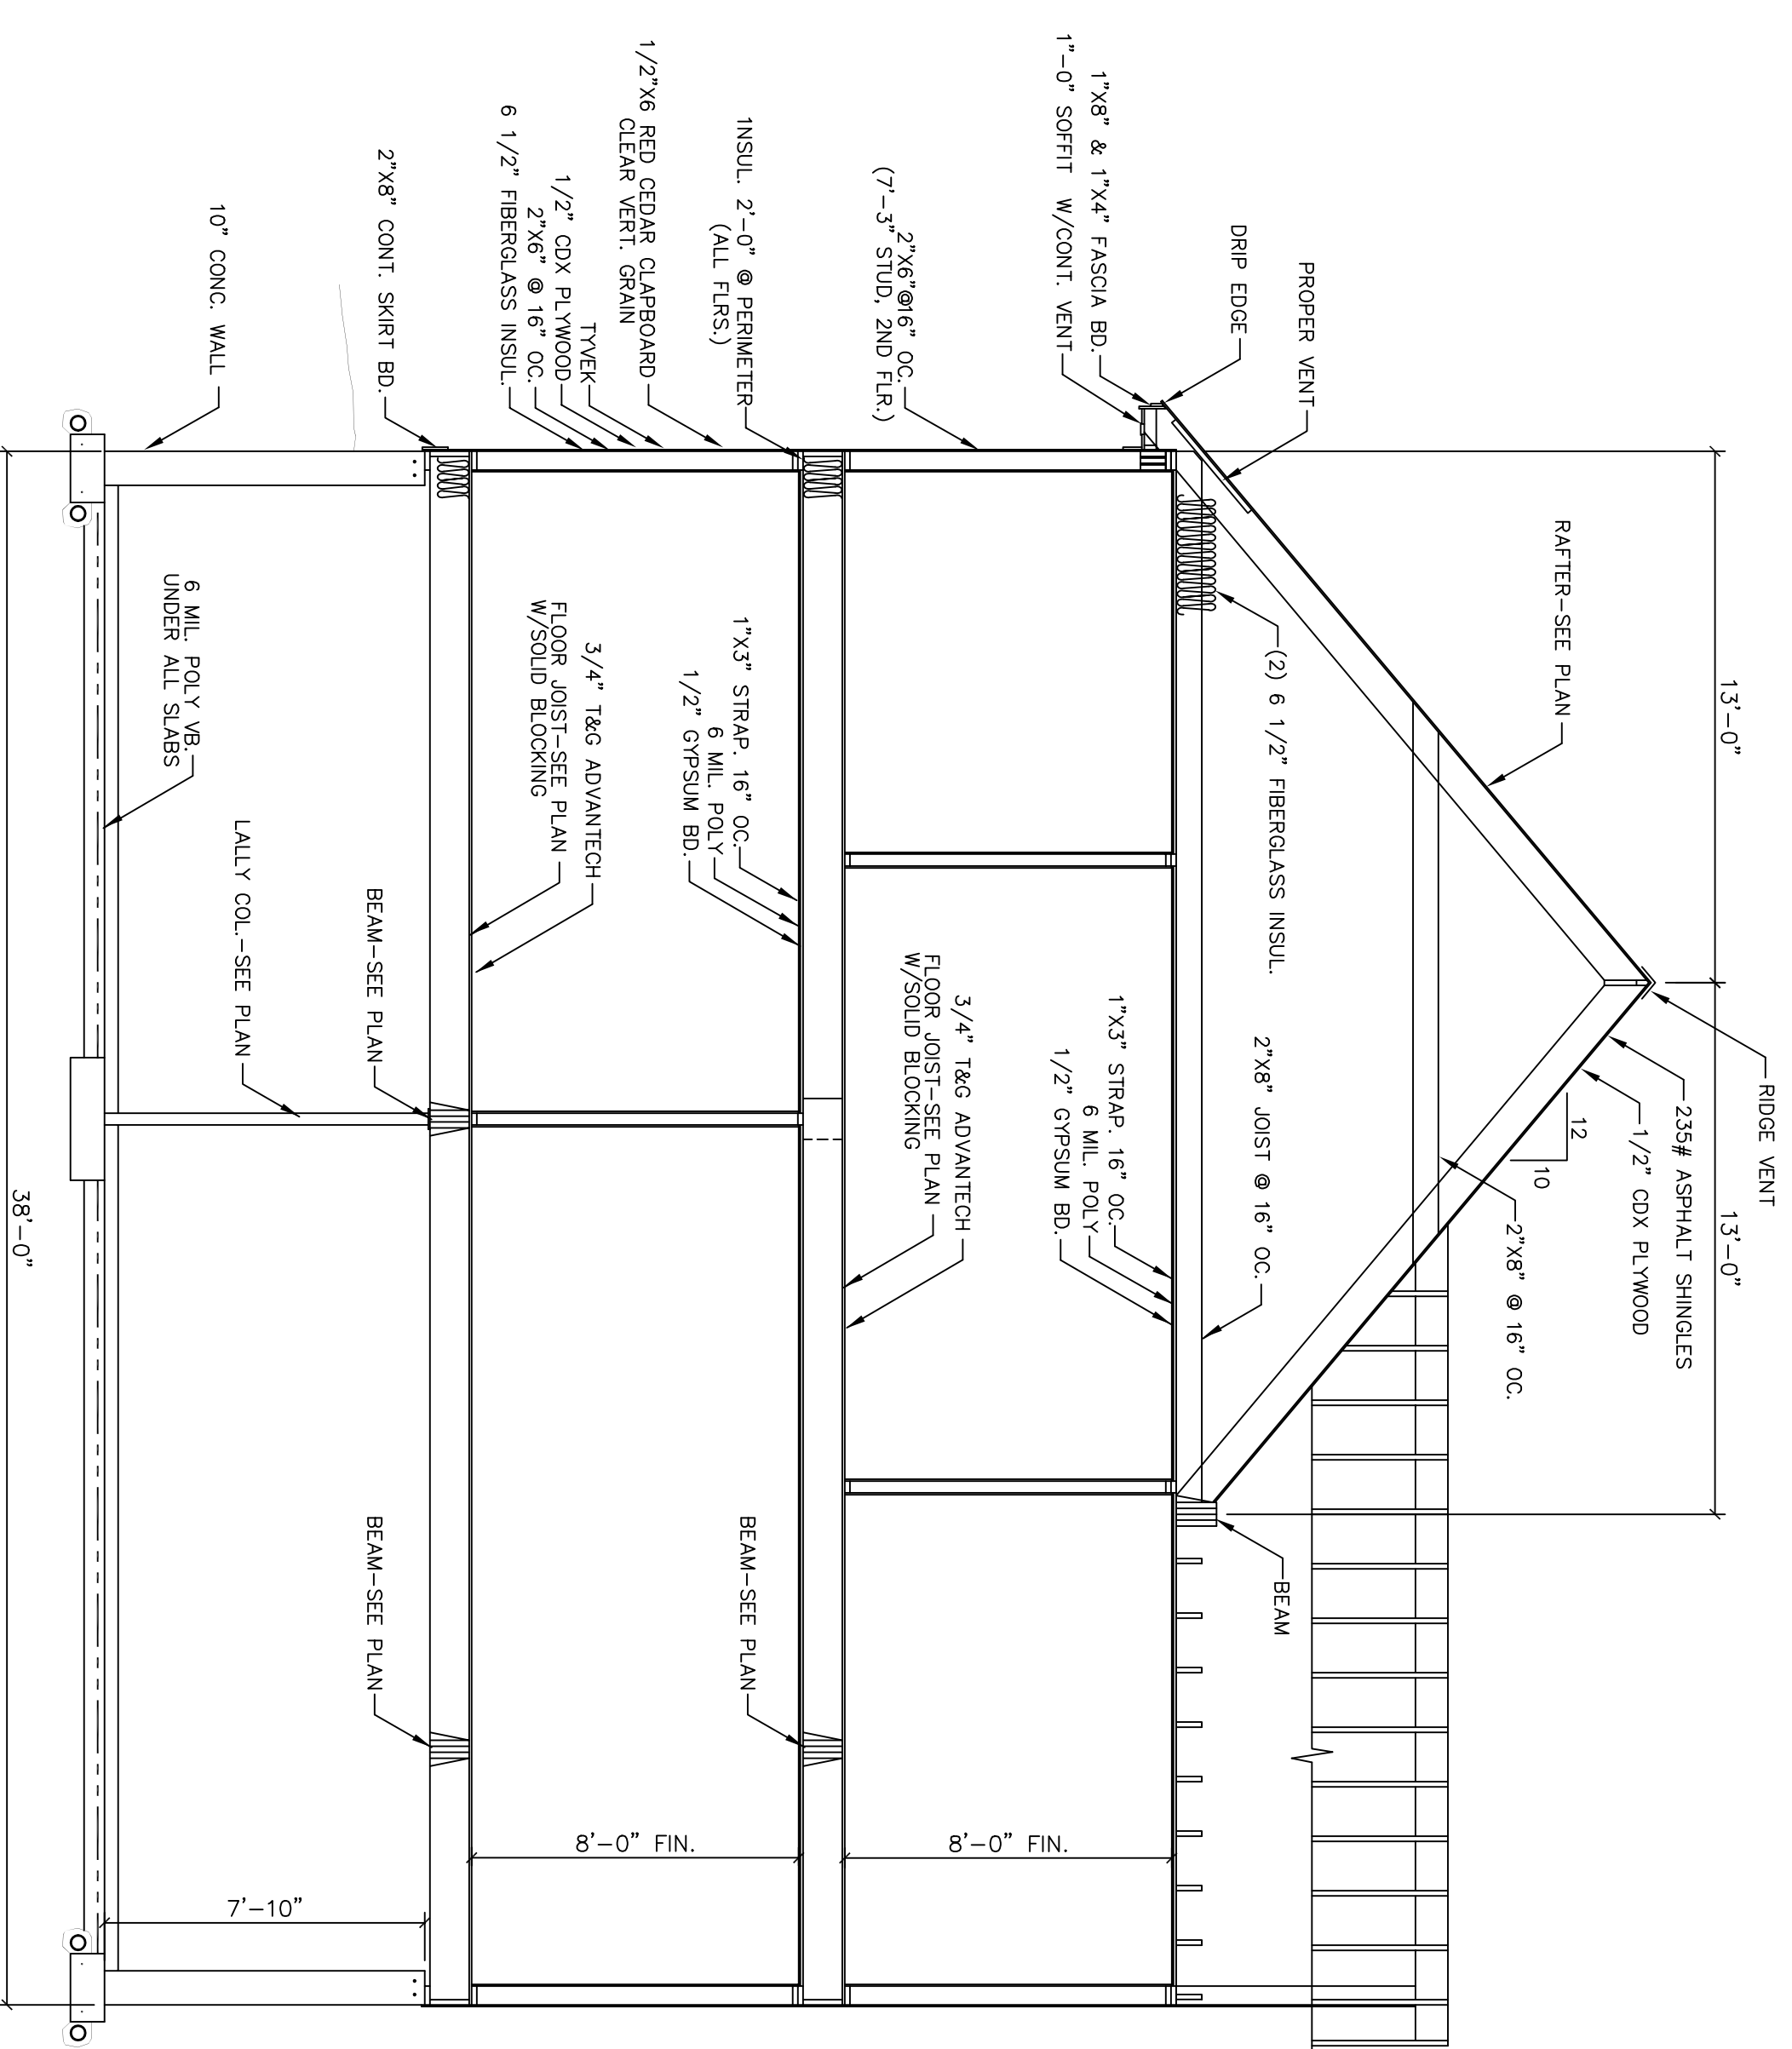 RIDGE VENT
13'-0"
13'-0"
235# ASPHALT SHINGLES
1/2" CDX PLYWOOD
12
10
2"X8" @ 16" OC.
RAFTER-SEE PLAN
PROPER VENT
DRIP EDGE
(2) 6 1/2" FIBERGLASS INSUL.
2"X8" JOIST @ 16" OC.
BEAM
1"X8" & 1"X4" FASCIA BD.
1"-0" SOFFIT W/CONT. VENT
1"X3" STRAP. 16" OC.
6 MIL. POLY
1/2" GYPSUM BD.
2"X6"@16" OC.
(7'-3" STUD, 2ND FLR.)
3/4" T&G ADVANTECH
FLOOR JOIST-SEE PLAN
W/SOLID BLOCKING
8'-0" FIN.
1NSUL. 2'-0" @ PERIMETER
(ALL FLRS.)
1"X3" STRAP. 16" OC.
6 MIL. POLY
1/2" GYPSUM BD.
BEAM-SEE PLAN
1/2"X6 RED CEDAR CLAPBOARD
CLEAR VERT. GRAIN
TYVEK
1/2" CDX PLYWOOD
2"X6" @ 16" OC.
6 1/2" FIBERGLASS INSUL.
3/4" T&G ADVANTECH
FLOOR JOIST-SEE PLAN
W/SOLID BLOCKING
8'-0" FIN.
2"X8" CONT. SKIRT BD.
BEAM-SEE PLAN
BEAM-SEE PLAN
10" CONC. WALL
LALLY COL.-SEE PLAN
7'-10"
6 MIL. POLY VB.
UNDER ALL SLABS
38'-0"